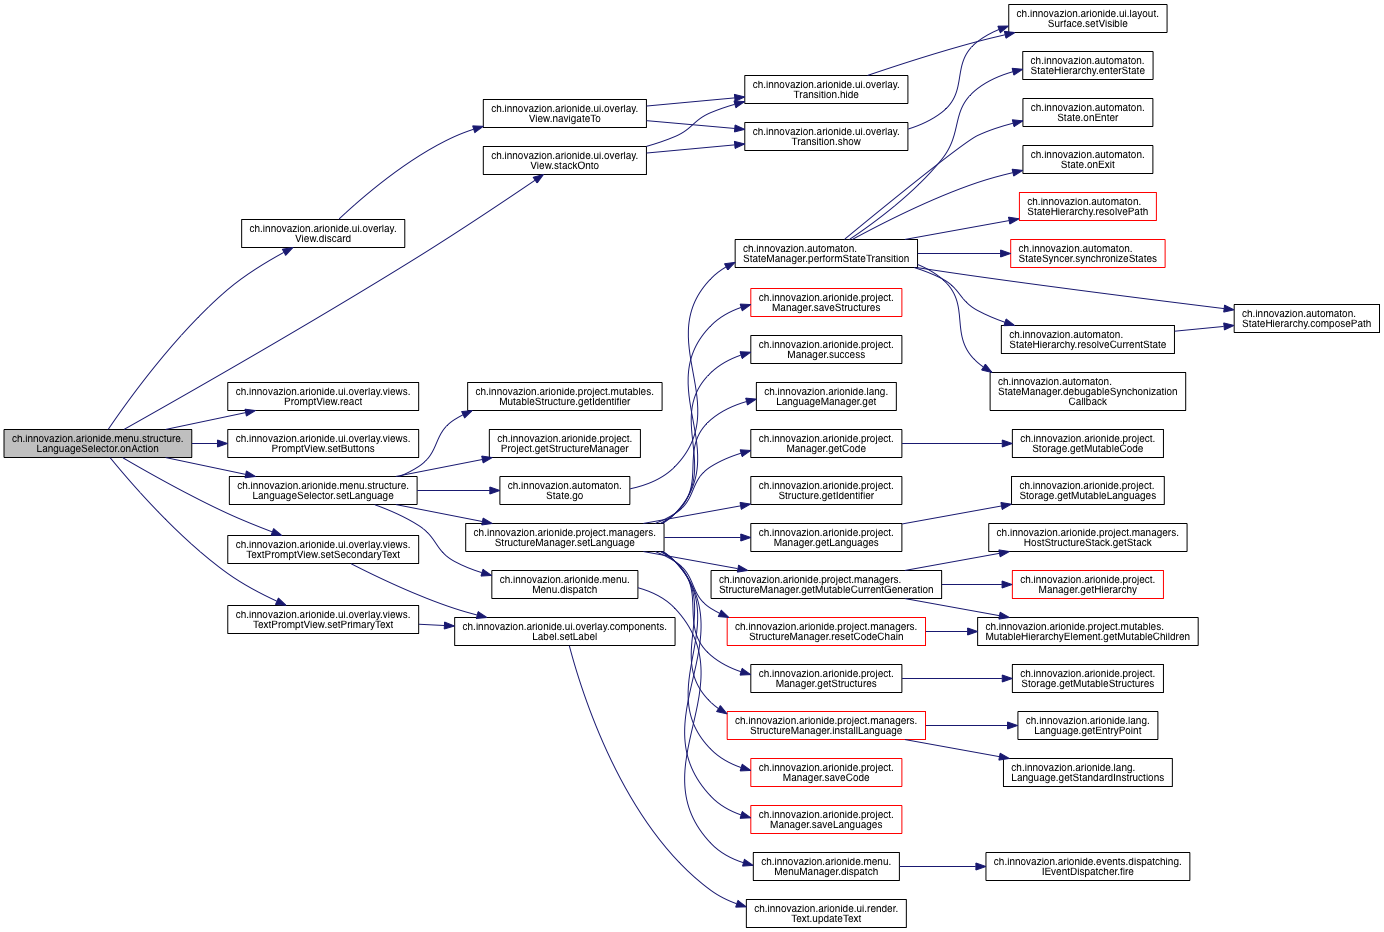 ch.innovazion.arionide.ui.layout.
Surface.setVisible
ch.innovazion.automaton.
StateHierarchy.enterState
ch.innovazion.arionide.ui.overlay.
Transition.hide
ch.innovazion.arionide.ui.overlay.
View.navigateTo
ch.innovazion.automaton.
State.onEnter
ch.innovazion.arionide.ui.overlay.
Transition.show
ch.innovazion.arionide.ui.overlay.
View.stackOnto
ch.innovazion.automaton.
State.onExit
ch.innovazion.automaton.
StateHierarchy.resolvePath
ch.innovazion.arionide.ui.overlay.
View.discard
ch.innovazion.automaton.
StateManager.performStateTransition
ch.innovazion.automaton.
StateSyncer.synchronizeStates
ch.innovazion.arionide.project.
Manager.saveStructures
ch.innovazion.automaton.
StateHierarchy.composePath
ch.innovazion.automaton.
StateHierarchy.resolveCurrentState
ch.innovazion.arionide.project.
Manager.success
ch.innovazion.automaton.
StateManager.debugableSynchonization
Callback
ch.innovazion.arionide.ui.overlay.views.
PromptView.react
ch.innovazion.arionide.project.mutables.
MutableStructure.getIdentifier
ch.innovazion.arionide.lang.
LanguageManager.get
ch.innovazion.arionide.menu.structure.
LanguageSelector.onAction
ch.innovazion.arionide.ui.overlay.views.
PromptView.setButtons
ch.innovazion.arionide.project.
Project.getStructureManager
ch.innovazion.arionide.project.
Manager.getCode
ch.innovazion.arionide.project.
Storage.getMutableCode
ch.innovazion.arionide.menu.structure.
LanguageSelector.setLanguage
ch.innovazion.automaton.
State.go
ch.innovazion.arionide.project.
Structure.getIdentifier
ch.innovazion.arionide.project.
Storage.getMutableLanguages
ch.innovazion.arionide.project.managers.
StructureManager.setLanguage
ch.innovazion.arionide.project.
Manager.getLanguages
ch.innovazion.arionide.project.managers.
HostStructureStack.getStack
ch.innovazion.arionide.ui.overlay.views.
TextPromptView.setSecondaryText
ch.innovazion.arionide.menu.
Menu.dispatch
ch.innovazion.arionide.project.managers.
StructureManager.getMutableCurrentGeneration
ch.innovazion.arionide.project.
Manager.getHierarchy
ch.innovazion.arionide.ui.overlay.views.
TextPromptView.setPrimaryText
ch.innovazion.arionide.ui.overlay.components.
Label.setLabel
ch.innovazion.arionide.project.managers.
StructureManager.resetCodeChain
ch.innovazion.arionide.project.mutables.
MutableHierarchyElement.getMutableChildren
ch.innovazion.arionide.project.
Manager.getStructures
ch.innovazion.arionide.project.
Storage.getMutableStructures
ch.innovazion.arionide.project.managers.
StructureManager.installLanguage
ch.innovazion.arionide.lang.
Language.getEntryPoint
ch.innovazion.arionide.project.
Manager.saveCode
ch.innovazion.arionide.lang.
Language.getStandardInstructions
ch.innovazion.arionide.project.
Manager.saveLanguages
ch.innovazion.arionide.menu.
MenuManager.dispatch
ch.innovazion.arionide.events.dispatching.
IEventDispatcher.fire
ch.innovazion.arionide.ui.render.
Text.updateText